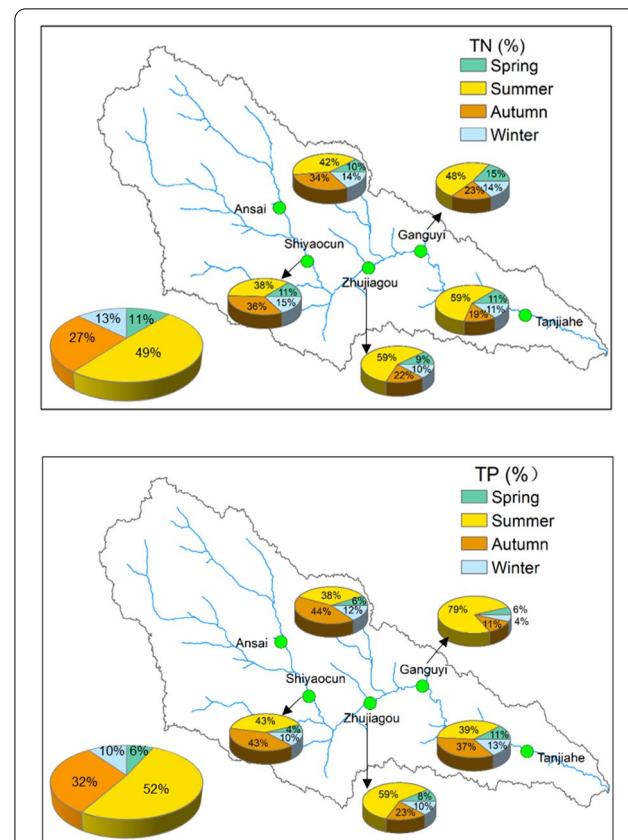 TN (%)
Spring
Summer
Autumn
Winter
42%
10%
34%
14%
48%
15%
23%
14%
Ansai
Ganguyi
Shiyaocun
Zhujiagou
38%
11%
36%
15%
59%
11%
19%
11%
Tanjiahe
13%
11%
27%
49%
59%
9%
22%
10%
TP (%)
Spring
Summer
Autumn
Winter
38%
6%
44%
12%
79%
6%
11%
4%
Ansai
Ganguyi
Shiyaocun
Zhujiagou
43%
4%
43%
10%
39%
11%
37%
13%
Tanjiahe
10%
6%
32%
52%
59%
8%
23%
10%